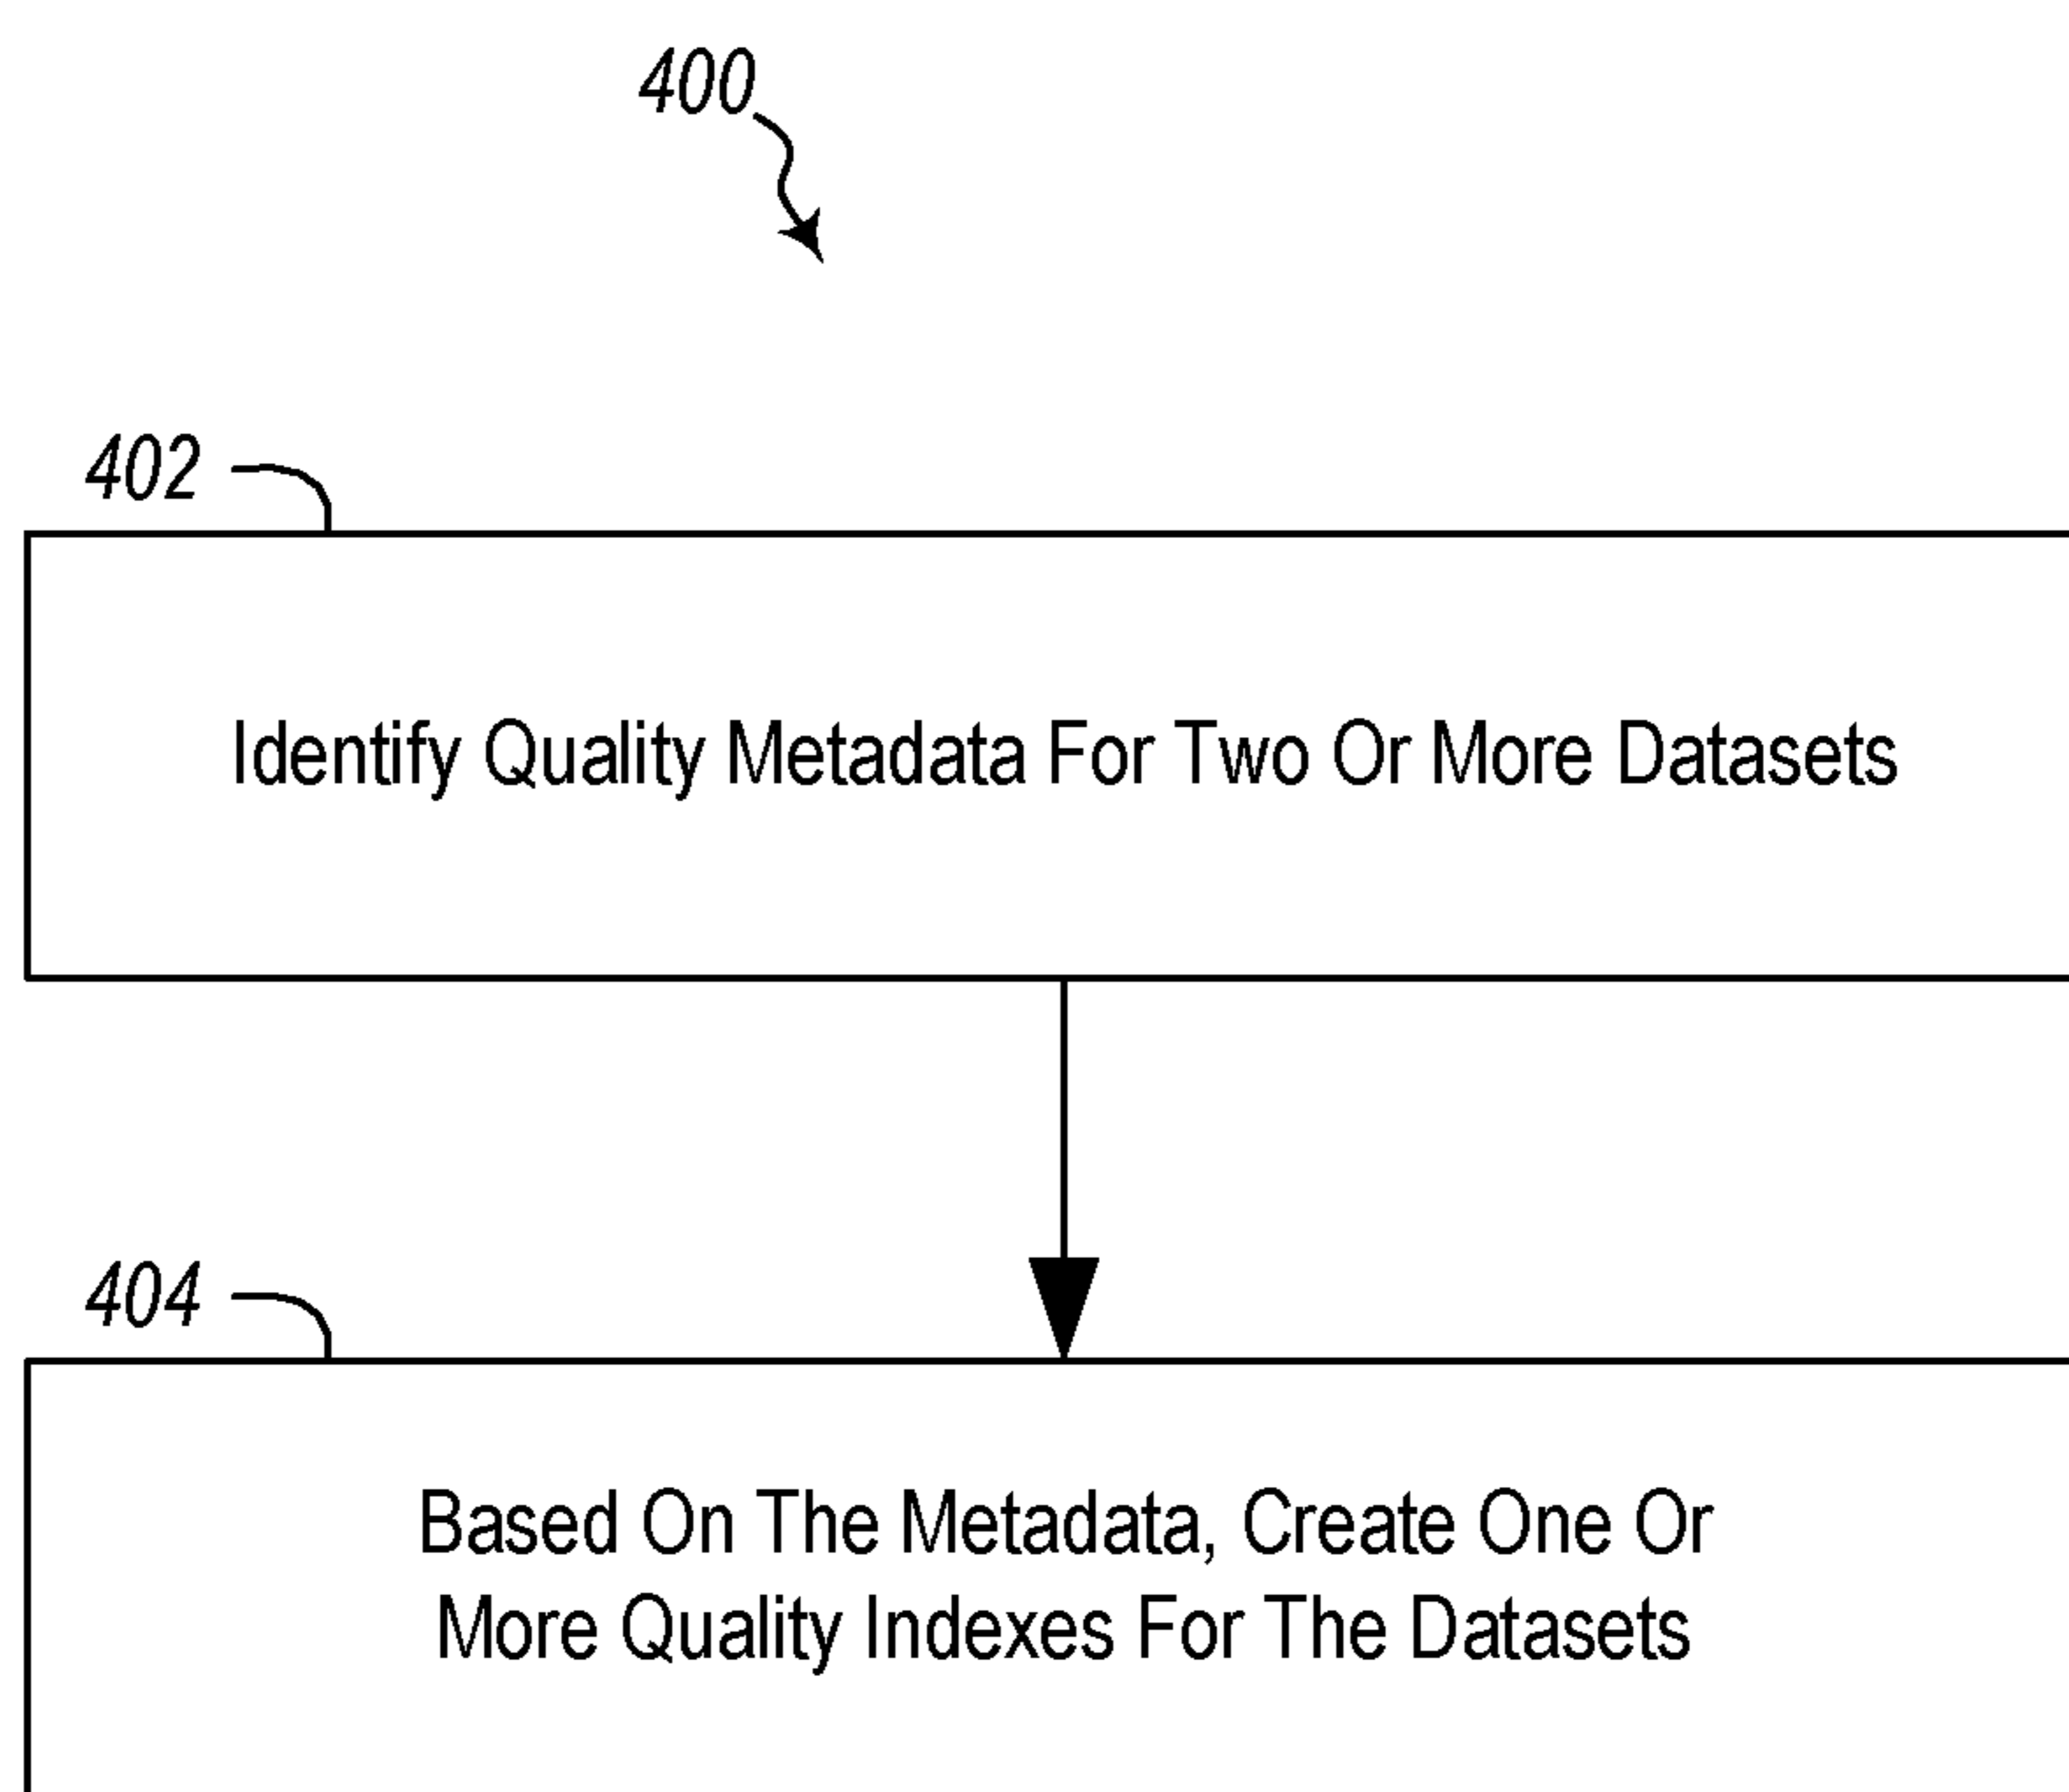 400
402
Identify Quality Metadata For Two Or More Datasets
404
Based On The Metadata, Create One Or
More Quality Indexes For The Datasets